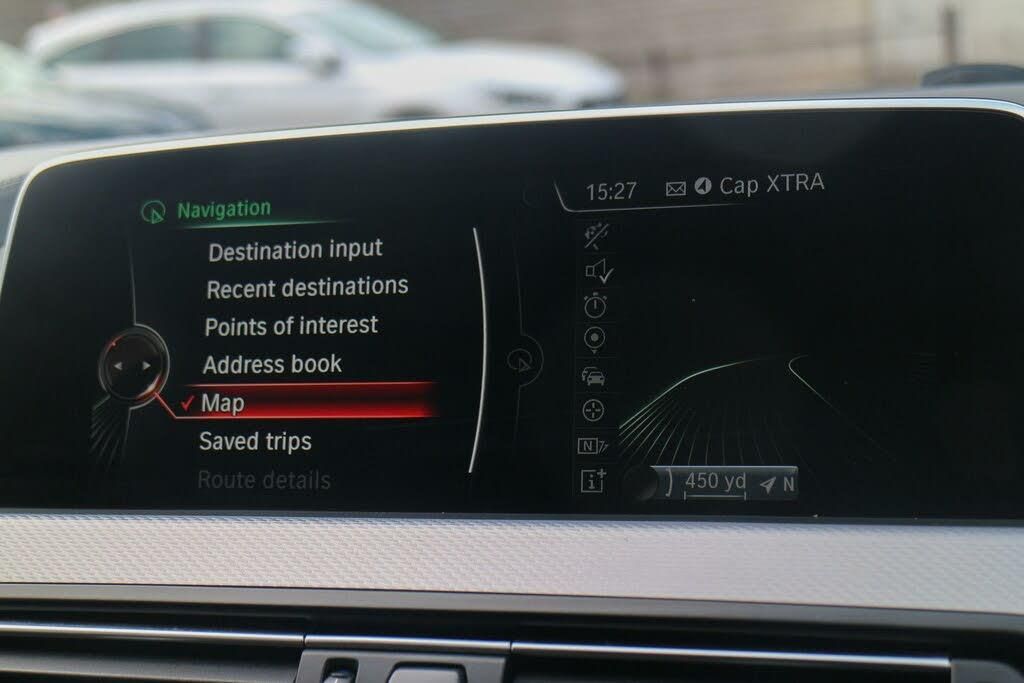 15:27 Cap XTRA
Navigation
Destination input
Recent destinations
Points of interest
Address book
Map
Saved trips
Route details
N
i+
450 yd N